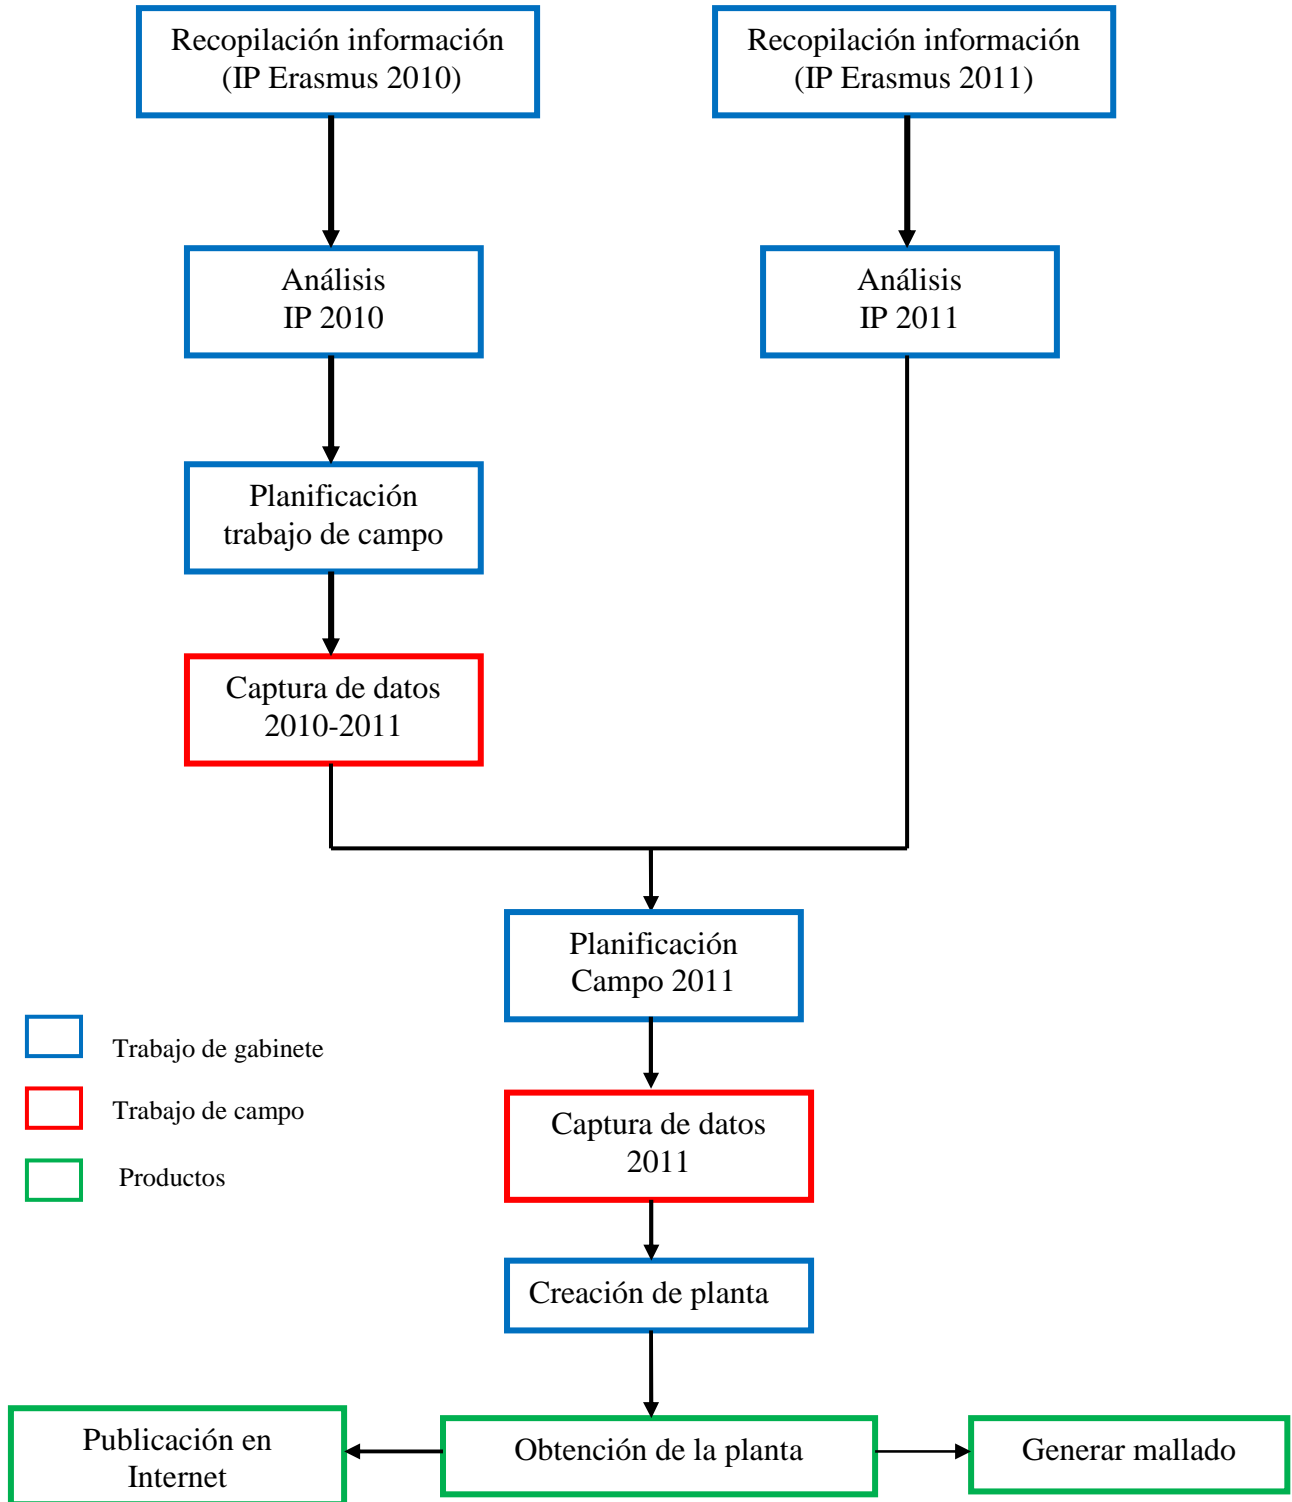 Recopilación información
(IP Erasmus 2010)
Recopilación información
(IP Erasmus 2011)
Análisis
IP 2010
Análisis
IP 2011
Planificación
trabajo de campo
Captura de datos
2010-2011
Planificación
Campo 2011
Trabajo de gabinete
Trabajo de campo
Productos
Captura de datos
2011
Creación de planta
Publicación en
Internet
Obtención de la planta
Generar mallado